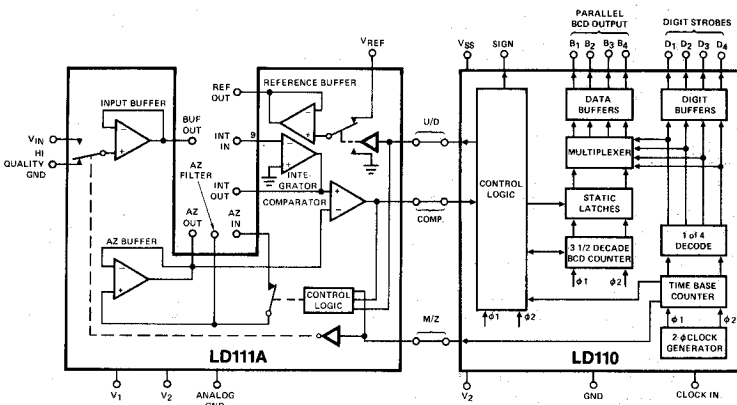 PARALLEL
BCD OUTPUT
DIGIT STROBES
VREF
VSS
SIGN
B1 B2 B3 B4
D1 D2 D3 D4
REF
OUT
REFERENCE BUFFER
INPUT BUFFER
BUF
OUT
DATA
BUFFERS
DIGIT
BUFFERS
VIN
HI
QUALITY
GND
INT
IN
9
U/D
AZ
FILTER
INTE-
GRATOR
MULTIPLEXER
INT
OUT
COMPARATOR
CONTROL
LOGIC
STATIC
LATCHES
AZ
OUT
AZ
IN
COMP.
AZ BUFFER
3 1/2 DECADE
BCD COUNTER
1 of 4
DECODE
CONTROL
LOGIC
φ1
φ2
TIME BASE
COUNTER
M/Z
φ1 φ2
φ1
φ2
2-φCLOCK
GENERATOR
LD111A
LD110
V1
V2
ANALOG
GND
V2
GND
CLOCK IN